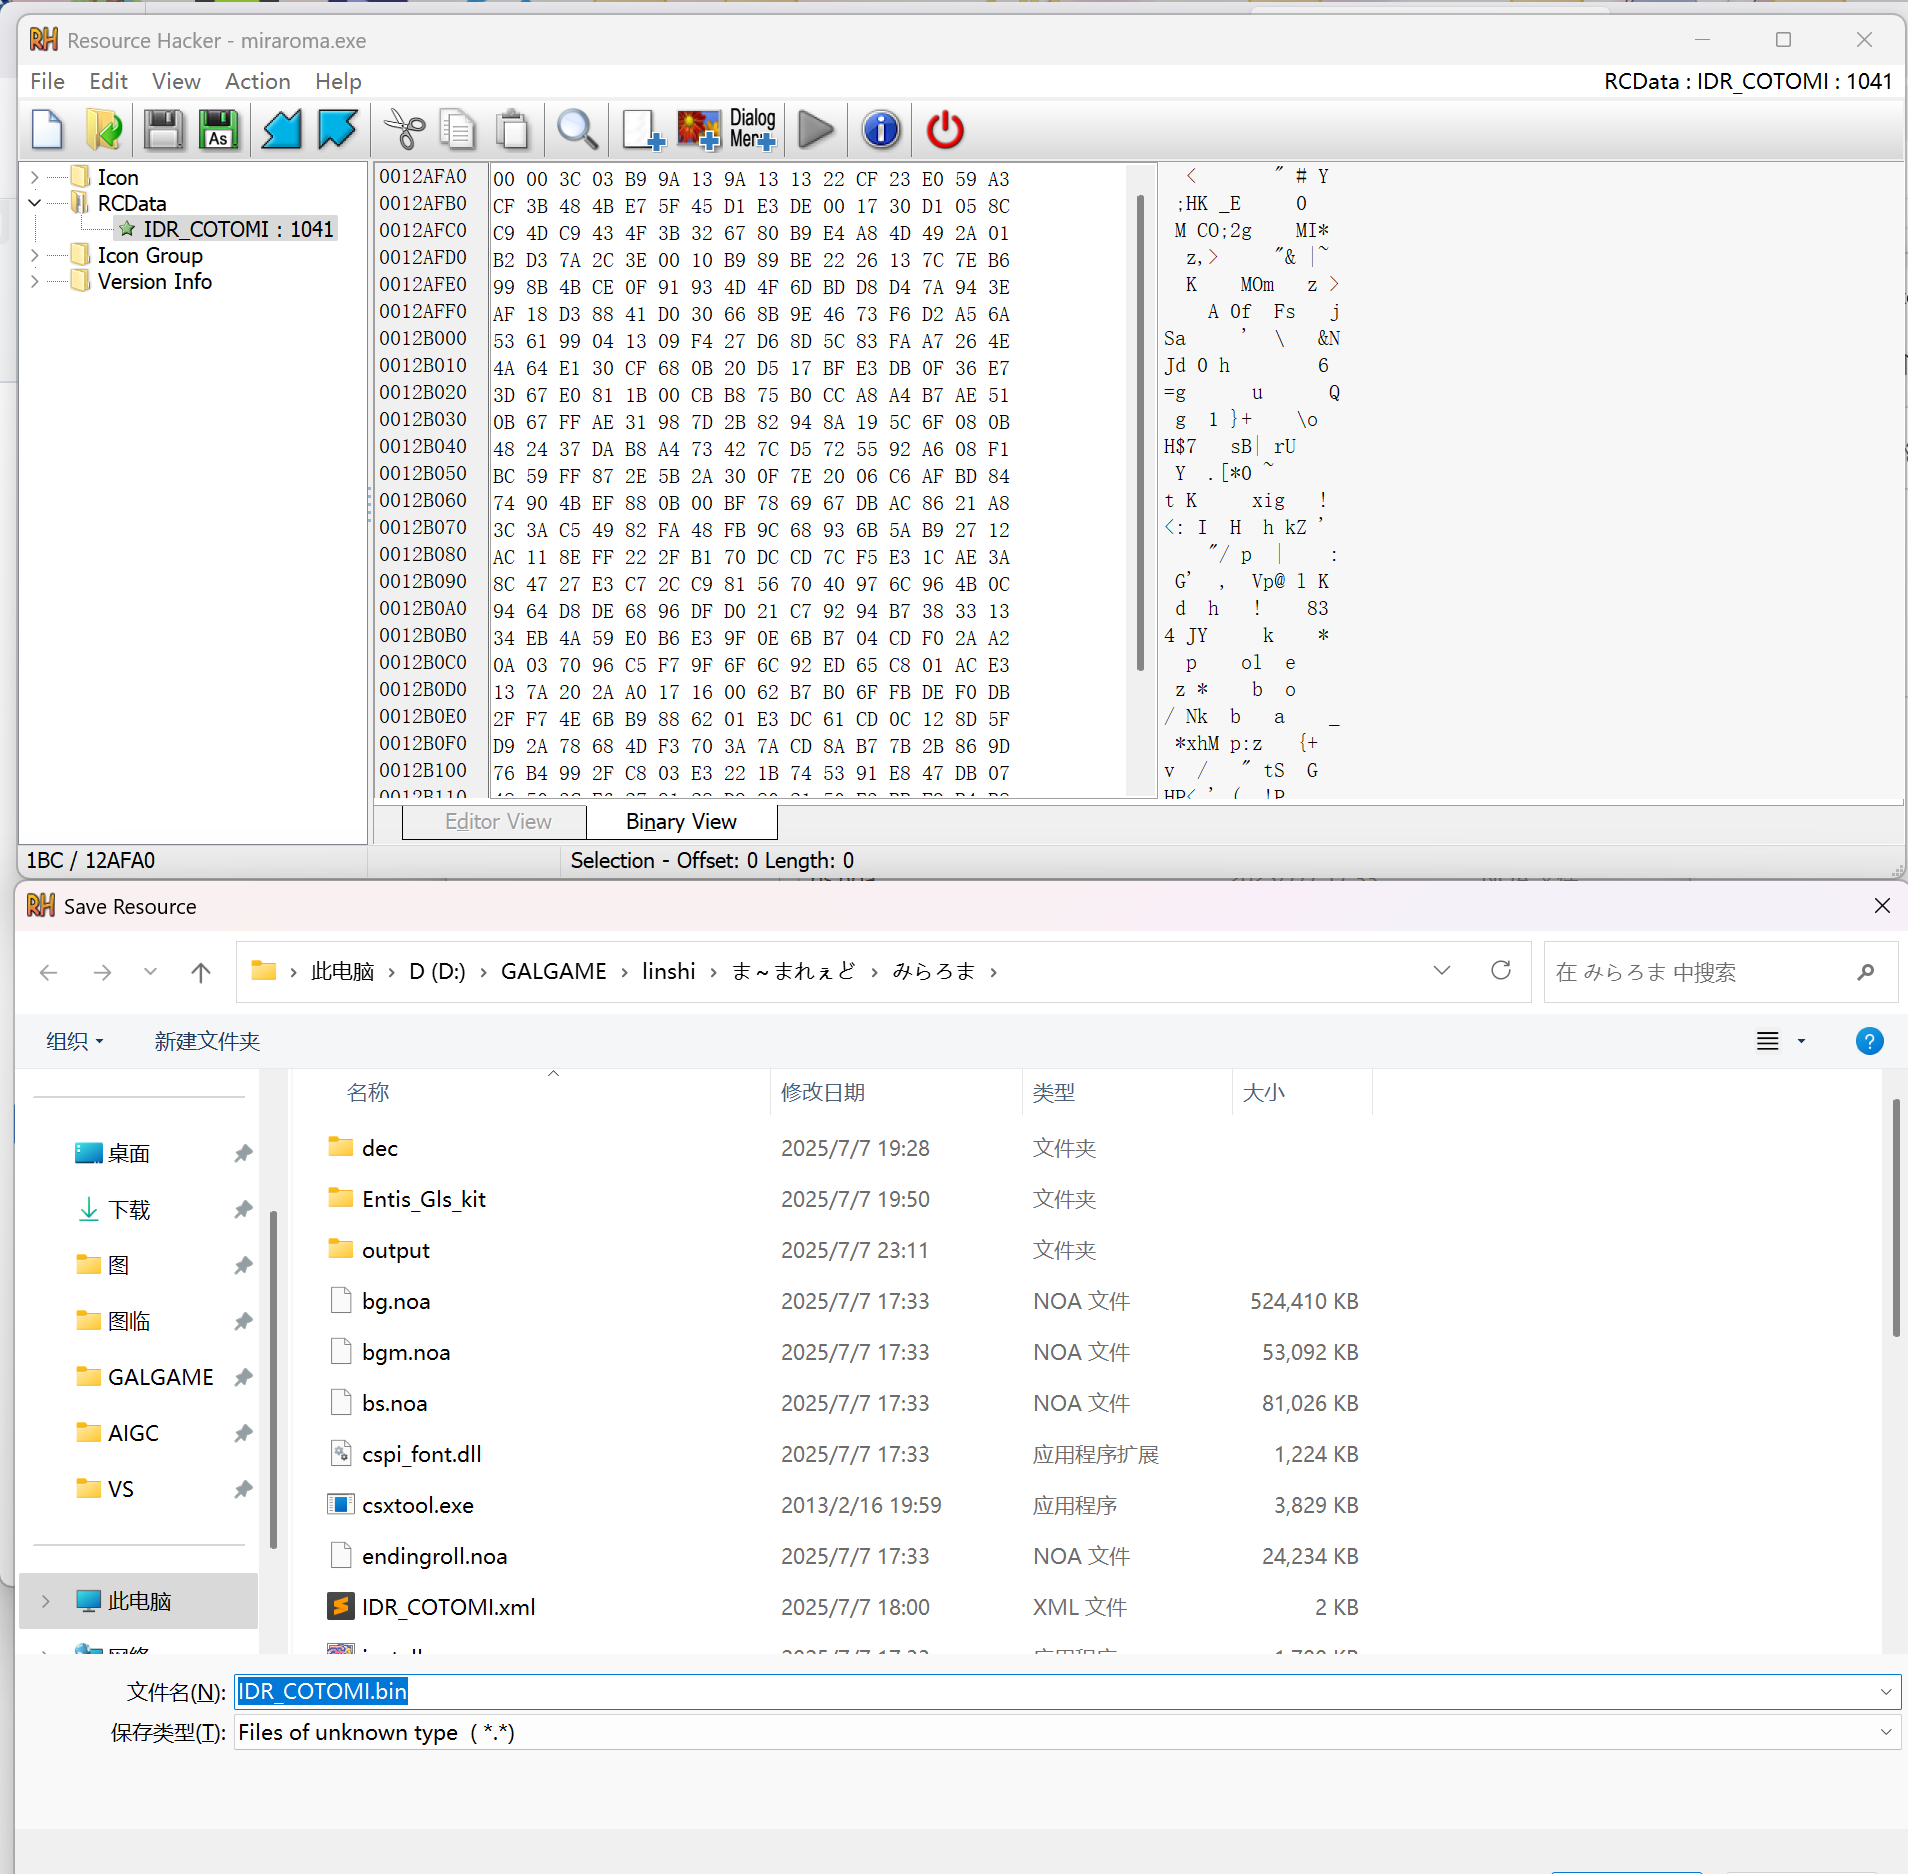 Resource Hacker - miraroma.exe
File Edit View Action Help
RCData : IDR_COTOMI : 1041
As
Dialog
Mer
Icon
RCData
IDR_COTOMI : 1041
Icon Group
Version Info
0012AFA0 00 00 3C 03 B9 9A 13 9A 13 13 22 CF 23 E0 59 A3 < " # Y
0012AFB0 CF 3B 48 4B E7 5F 45 D1 E3 DE 00 17 30 D1 05 8C ;HK _E 0
0012AFC0 C9 4D C9 43 4F 3B 32 67 80 B9 E4 A8 4D 49 2A 01 M CO;2g MI*
0012AFD0 B2 D3 7A 2C 3E 00 10 B9 89 BE 22 26 13 7C 7E B6 z,> "& |~
0012AFE0 99 8B 4B CE 0F 91 93 4D 4F 6D BD D8 D4 7A 94 3E K MOm z >
0012AFF0 AF 18 D3 88 41 D0 30 66 8B 9E 46 73 F6 D2 A5 6A A 0f Fs j
0012B000 53 61 99 04 13 09 F4 27 D6 8D 5C 83 FA A7 26 4E Sa ' \ &N
0012B010 4A 64 E1 30 CF 68 0B 20 D5 17 BF E3 DB 0F 36 E7 Jd 0 h 6
0012B020 3D 67 E0 81 1B 00 CB B8 75 B0 CC A8 A4 B7 AE 51 =g u Q
0012B030 0B 67 FF AE 31 98 7D 2B 82 94 8A 19 5C 6F 08 0B g 1 }+ \o
0012B040 48 24 37 DA B8 A4 73 42 7C D5 72 55 92 A6 08 F1 H$7 sB| rU
0012B050 BC 59 FF 87 2E 5B 2A 30 0F 7E 20 06 C6 AF BD 84 Y .[*0 ~
0012B060 74 90 4B EF 88 0B 00 BF 78 69 67 DB AC 86 21 A8 t K xig !
0012B070 3C 3A C5 49 82 FA 48 FB 9C 68 93 6B 5A B9 27 12 <: I H h kZ '
0012B080 AC 11 8E FF 22 2F B1 70 DC CD 7C F5 E3 1C AE 3A "/ p | :
0012B090 8C 47 27 E3 C7 2C C9 81 56 70 40 97 6C 96 4B 0C G' , Vp@ l K
0012B0A0 94 64 D8 DE 68 96 DF D0 21 C7 92 94 B7 38 33 13 d h ! 83
0012B0B0 34 EB 4A 59 E0 B6 E3 9F 0E 6B B7 04 CD F0 2A A2 4 JY k *
0012B0C0 0A 03 70 96 C5 F7 9F 6F 6C 92 ED 65 C8 01 AC E3 p ol e
0012B0D0 13 7A 20 2A A0 17 16 00 62 B7 B0 6F FB DE F0 DB z * b o
0012B0E0 2F F7 4E 6B B9 88 62 01 E3 DC 61 CD 0C 12 8D 5F / Nk b a _
0012B0F0 D9 2A 78 68 4D F3 70 3A 7A CD 8A B7 7B 2B 86 9D *xhM p:z {+
0012B100 76 B4 99 2F C8 03 E3 22 1B 74 53 91 E8 47 DB 07 v / " tS G
0012B110
Editor View Binary View
1BC / 12AFA0 Selection - Offset: 0 Length: 0
Save Resource
此电脑 › D (D:) › GALGAME › linshi › ま～まれぇど › みらろま ›
在 みらろま 中搜索
组织 新建文件夹
名称 修改日期 类型 大小
桌面
下载
图
图临
GALGAME
AIGC
VS
此电脑
网络
dec 2025/7/7 19:28 文件夹
Entis_Gls_kit 2025/7/7 19:50 文件夹
output 2025/7/7 23:11 文件夹
bg.noa 2025/7/7 17:33 NOA 文件 524,410 KB
bgm.noa 2025/7/7 17:33 NOA 文件 53,092 KB
bs.noa 2025/7/7 17:33 NOA 文件 81,026 KB
cspi_font.dll 2025/7/7 17:33 应用程序扩展 1,224 KB
csxtool.exe 2013/2/16 19:59 应用程序 3,829 KB
endingroll.noa 2025/7/7 17:33 NOA 文件 24,234 KB
IDR_COTOMI.xml 2025/7/7 18:00 XML 文件 2 KB
文件名(N): IDR_COTOMI.bin
保存类型(T): Files of unknown type ( *.*)